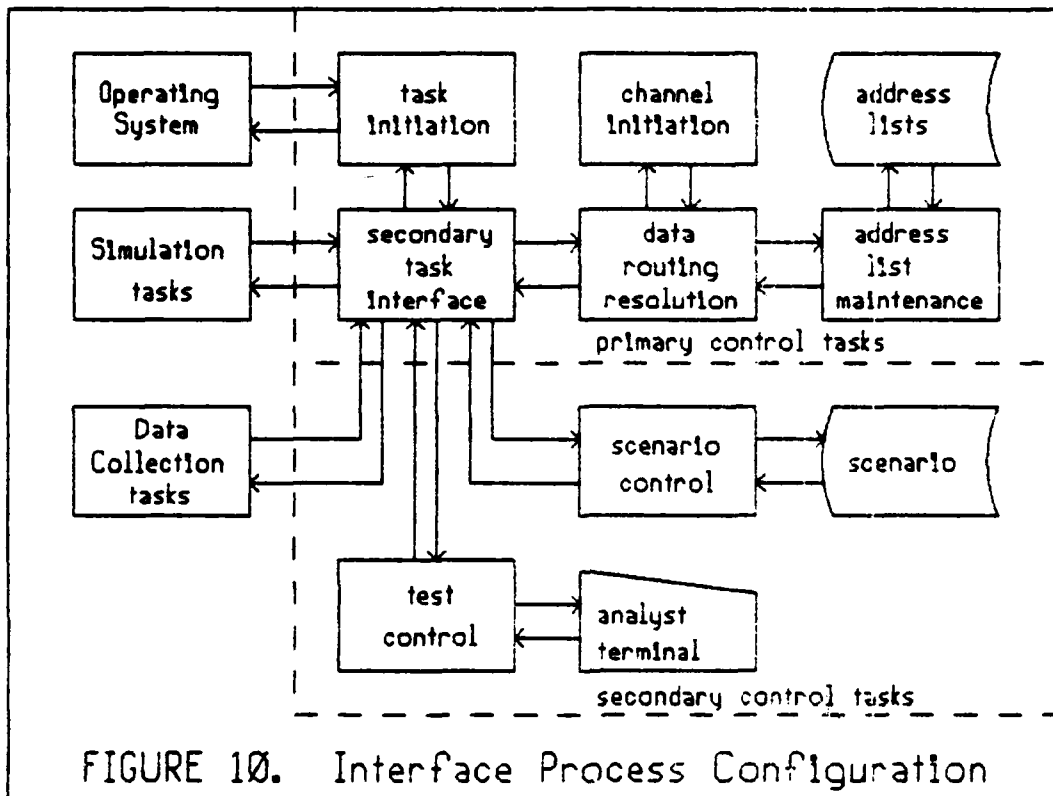 Operating
System
task
initiation
channel
initiation
address
lists
Simulation
tasks
secondary
task
interface
data
routing
resolution
address
list
maintenance
primary control tasks
Data
Collection
tasks
scenario
control
scenario
test
control
analyst
terminal
secondary control tasks
FIGURE 10. Interface Process Configuration